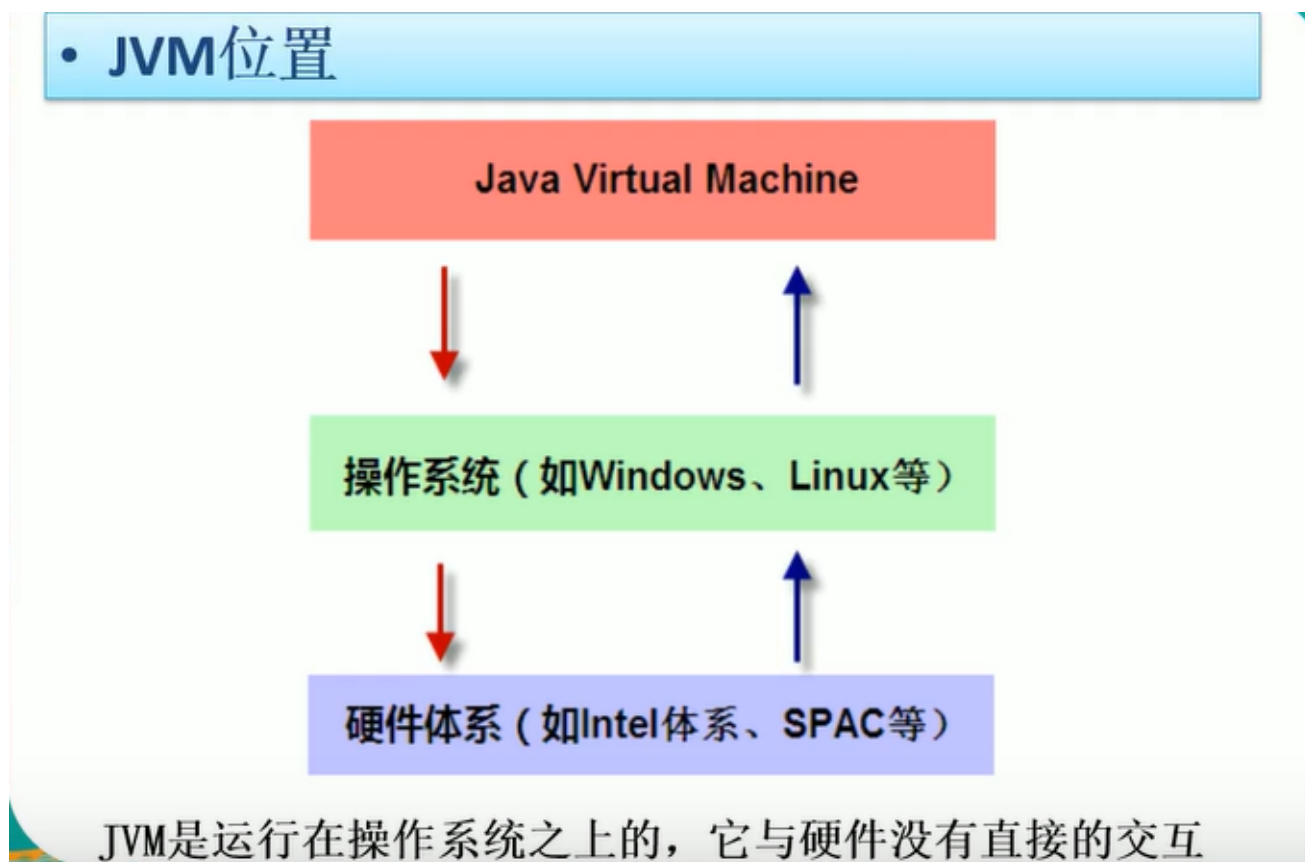 • JVM位置
Java Virtual Machine
操作系统（如Windows、Linux等）
硬件体系（如Intel体系、SPAC等）
JVM是运行在操作系统之上的，它与硬件没有直接的交互